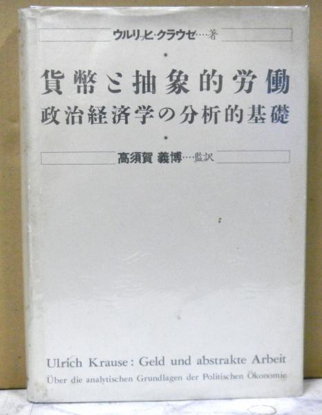 ウルリヒ・クラウゼ····著
貨幣と抽象的労働
政治経済学の分析的基礎
高須賀 義博····監訳
Ulrich Krause: Geld und abstrakte Arbeit
Über die analytischen Grundlagen der Politischen Ökonomie